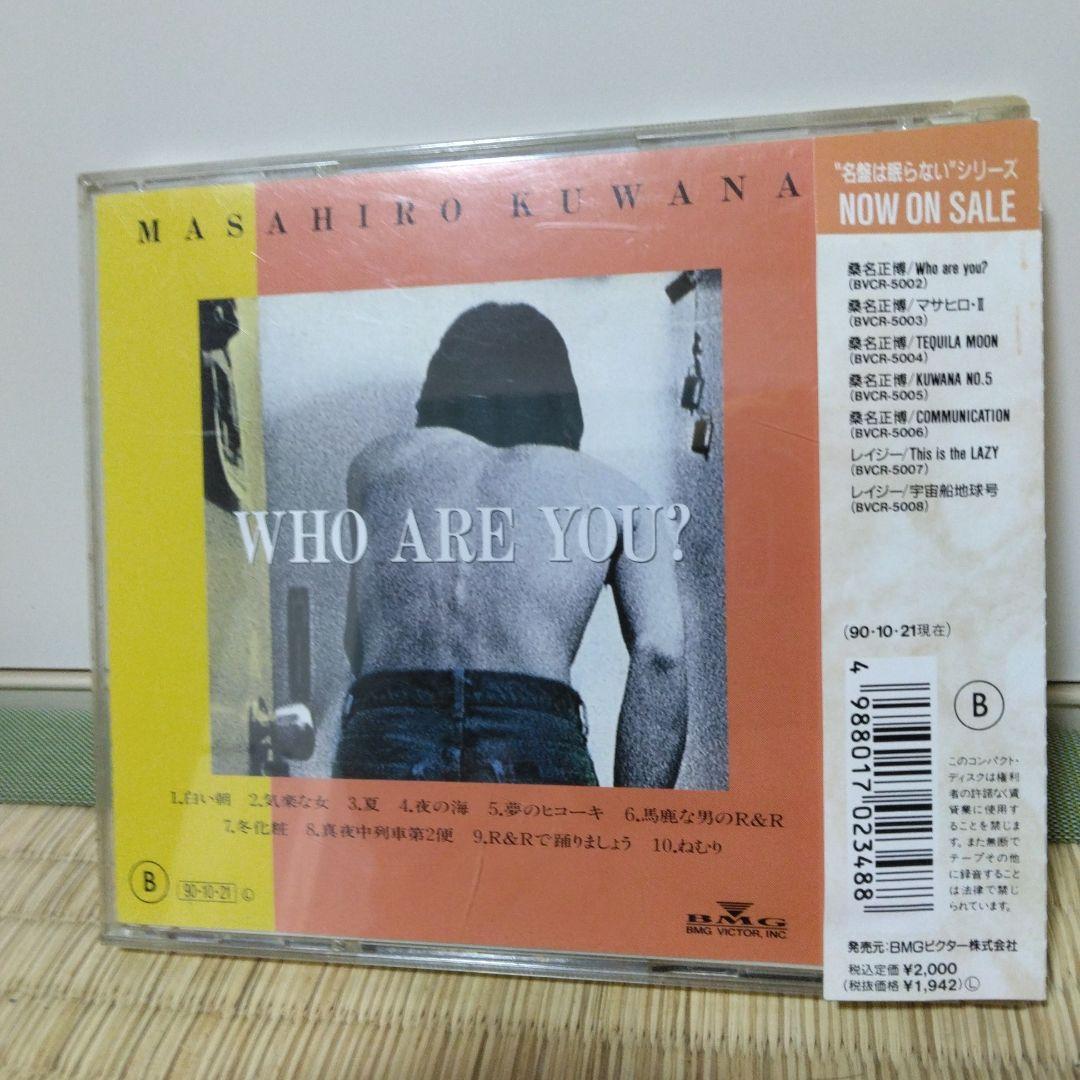 MASAHIRO KUWANA
WHO ARE YOU?
1.白い朝 2.気楽な女 3.夏 4.夜の海 5.夢のヒコーキ 6.馬鹿な男のR&R
7.冬化粧 8.真夜中列車第2便 9.R&Rで踊りましょう 10.ねむり
B
90・10・21 Ⓛ
BMG
BMG VICTOR, INC.
"名盤は眠らない"シリーズ
NOW ON SALE
桑名正博/Who are you?
(BVCR-5002)
桑名正博/マサヒロ・II
(BVCR-5003)
桑名正博/TEQUILA MOON
(BVCR-5004)
桑名正博/KUWANA NO.5
(BVCR-5005)
桑名正博/COMMUNICATION
(BVCR-5006)
レイジー/This is the LAZY
(BVCR-5007)
レイジー/宇宙船地球号
(BVCR-5008)
(90・10・21現在)
4 988017 023488
B
このコンパクト・
ディスクは権利
者の許諾なく賃
貸業に使用す
ることを禁じま
す。また無断で
テープその他
に録音すること
は法律で禁じ
られています。
発売元:BMGビクター株式会社
税込定価 ¥2,000
(税抜価格 ¥1,942)Ⓛ